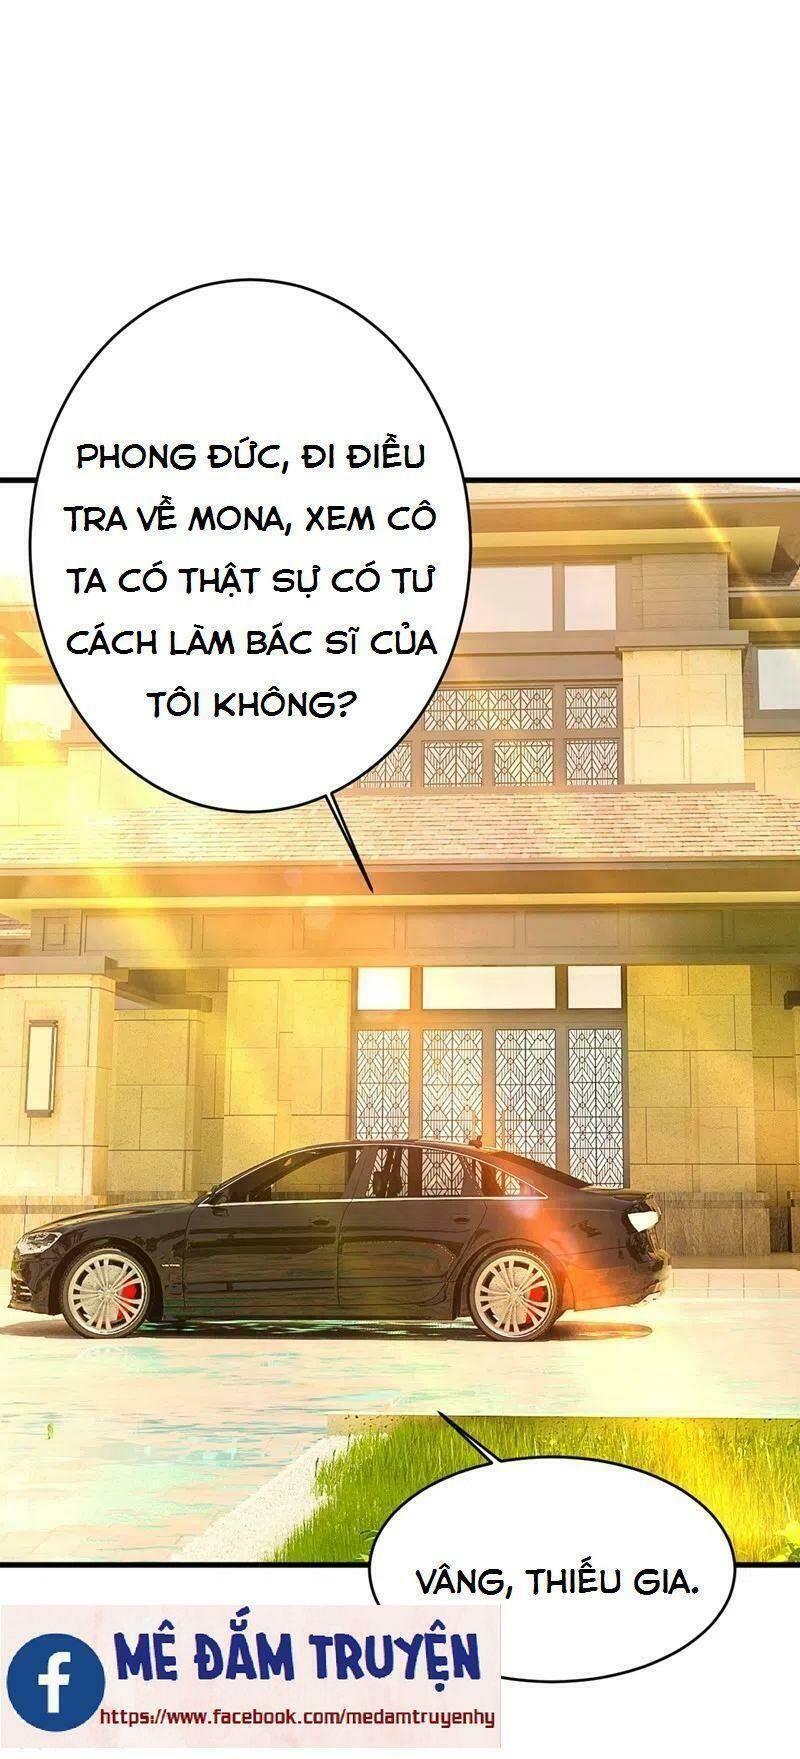 PHONG ĐỨC, ĐI ĐIỀU
TRA VỀ MONA, XEM CÔ
TA CÓ THẬT SỰ CÓ TƯ
CÁCH LÀM BÁC SĨ CỦA
TÔI KHÔNG?
VÂNG, THIẾU GIA.
f
MÊ ĐẮM TRUYỆN
https://www.facebook.com/medamtruyenhy